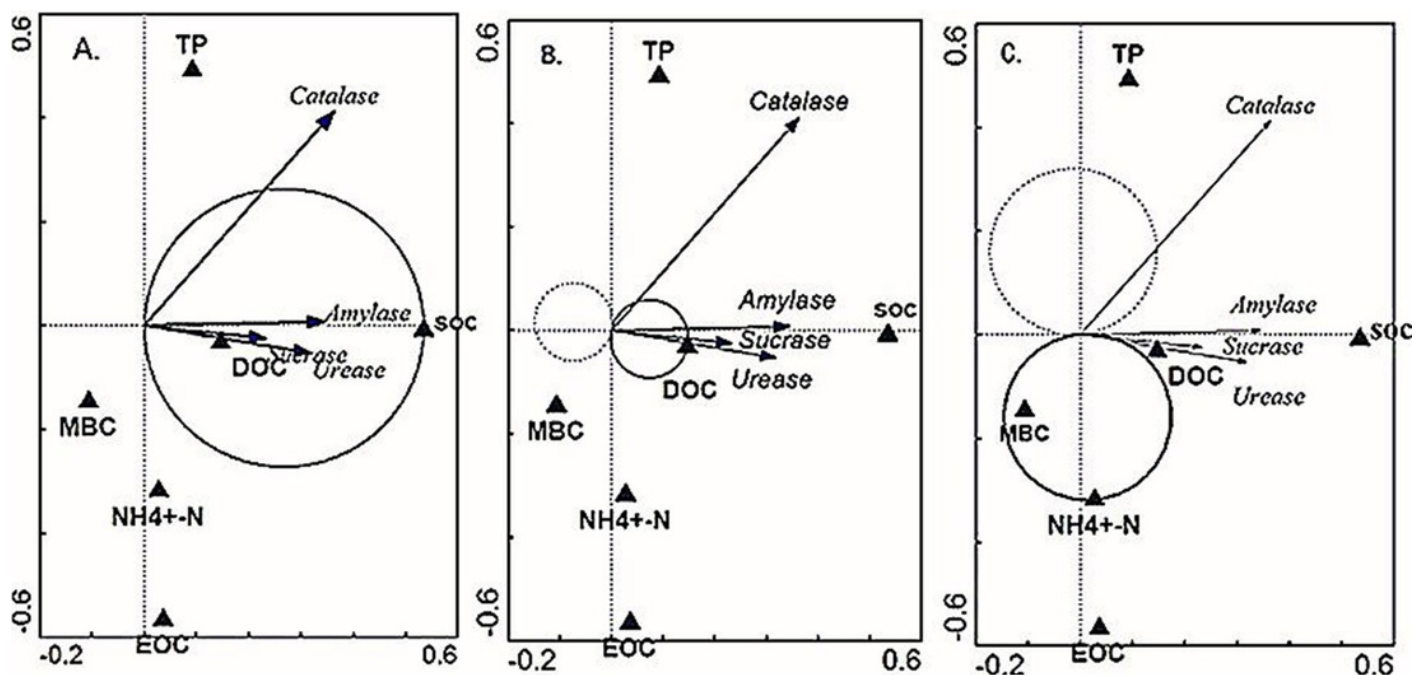 0.6
A.
TP
Catalase
Amylase
SOC
DOC
Sucrase
Urease
MBC
NH4+-N
EOC
-0.6
-0.2
0.6
0.6
B.
TP
Catalase
Amylase
SOC
Sucrase
DOC
Urease
MBC
NH4+-N
EOC
-0.6
-0.2
0.6
0.6
C.
TP
Catalase
Amylase
SOC
Sucrase
DOC
Urease
MBC
NH4+-N
EOC
-0.6
-0.2
0.6